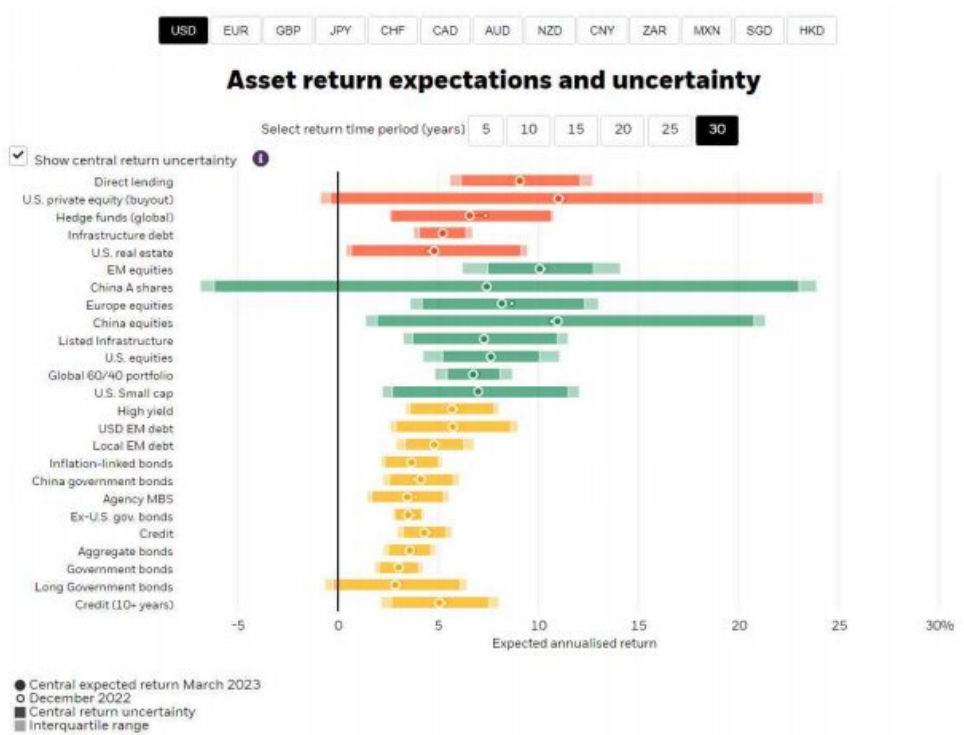 USD EUR GBP JPY CHF CAD AUD NZD CNY ZAR MXN SGD HKD
Asset return expectations and uncertainty
Select return time period (years) 5 10 15 20 25 30
Show central return uncertainty i
Direct lending
U.S. private equity (buyout)
Hedge funds (global)
Infrastructure debt
U.S. real estate
EM equities
China A shares
Europe equities
China equities
Listed Infrastructure
U.S. equities
Global 60/40 portfolio
U.S. Small cap
High yield
USD EM debt
Local EM debt
Inflation-linked bonds
China government bonds
Agency MBS
Ex-U.S. gov. bonds
Credit
Aggregate bonds
Government bonds
Long Government bonds
Credit (10+ years)
-5 0 5 10 15 20 25 30%
Expected annualised return
Central expected return March 2023
December 2022
Central return uncertainty
Interquartile range